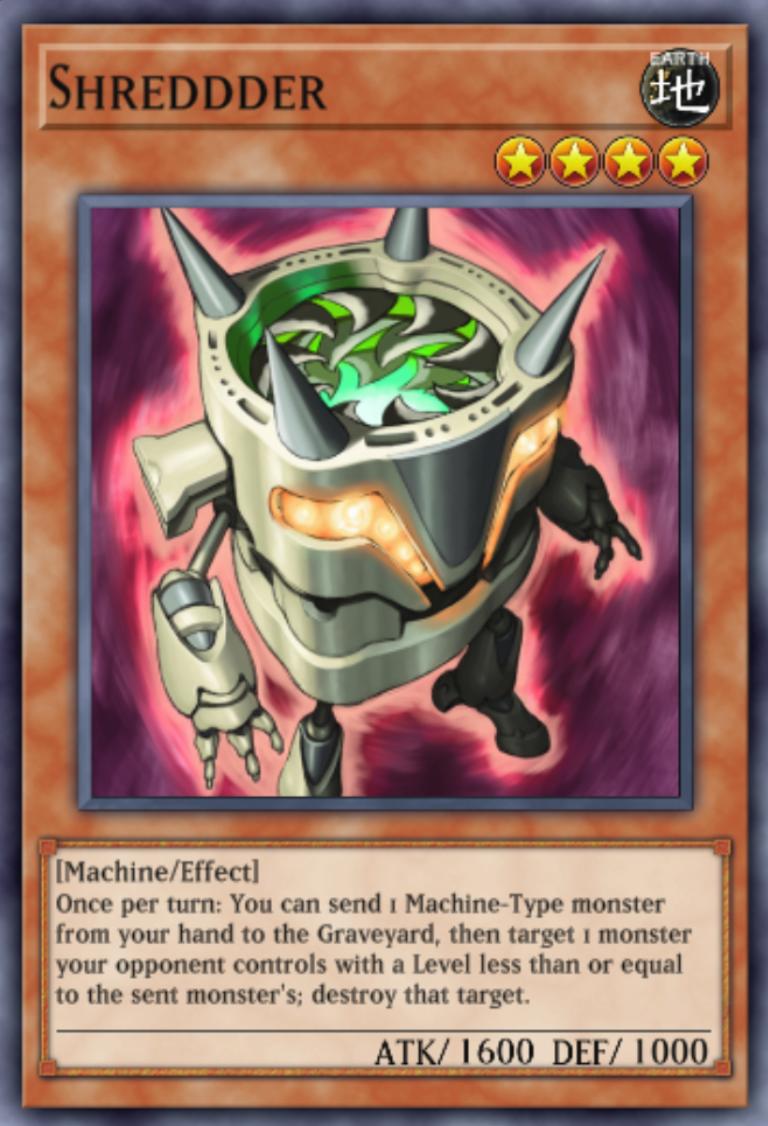 Shreddder
EARTH
地
[Machine/Effect]
Once per turn: You can send 1 Machine-Type monster
from your hand to the Graveyard, then target 1 monster
your opponent controls with a Level less than or equal
to the sent monster's; destroy that target.
ATK/ 1600 DEF/ 1000